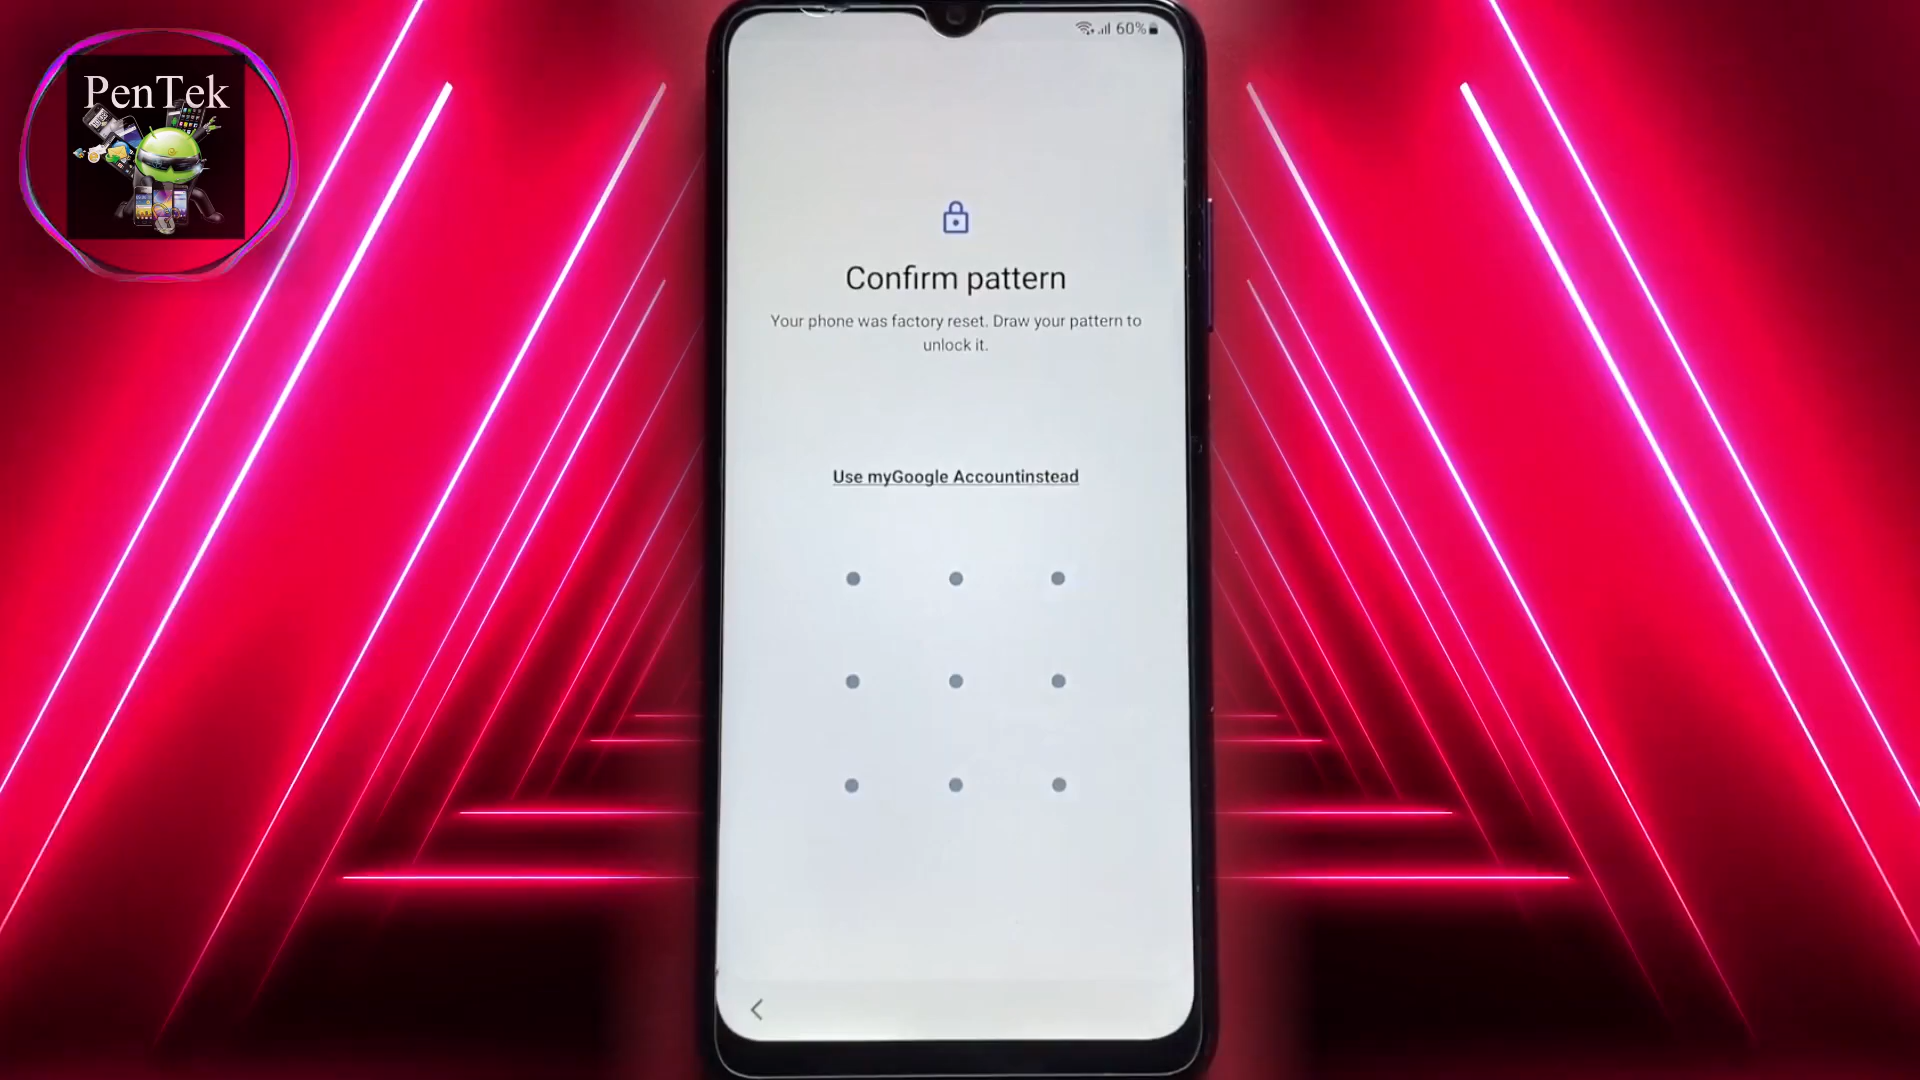 PenTek
60%
Confirm pattern
Your phone was factory reset. Draw your pattern to
unlock it.
Use myGoogle Accountinstead